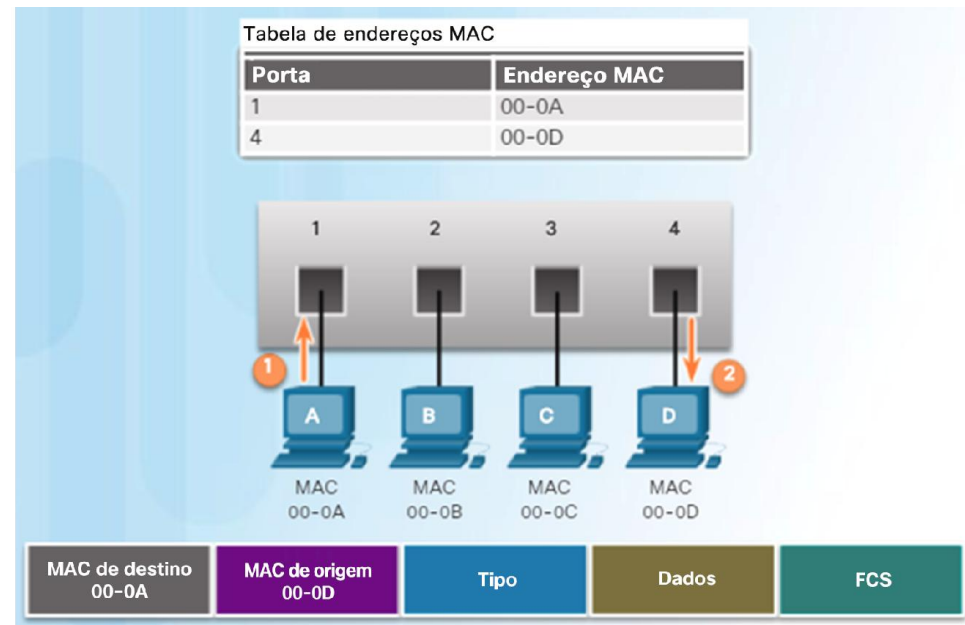 Tabela de endereços MAC
Porta Endereço MAC
1 00-0A
4 00-0D
1 2 3 4
1 2
A B C D
MAC MAC MAC MAC
00-0A 00-0B 00-0C 00-0D
MAC de destino MAC de origem Tipo Dados FCS
00-0A 00-0D